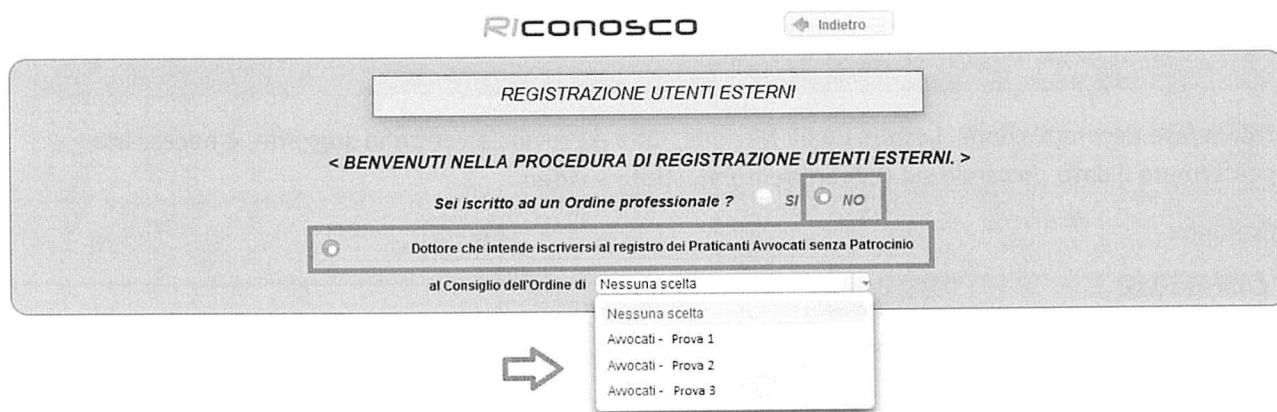 RICONOSCO
Indietro
REGISTRAZIONE UTENTI ESTERNI
< BENVENUTI NELLA PROCEDURA DI REGISTRAZIONE UTENTI ESTERNI. >
Sei iscritto ad un Ordine professionale ? SI NO
Dottore che intende iscriversi al registro dei Praticanti Avvocati senza Patrocinio
al Consiglio dell'Ordine di Nessuna scelta
Nessuna scelta
Avvocati - Prova 1
Avvocati - Prova 2
Avvocati - Prova 3